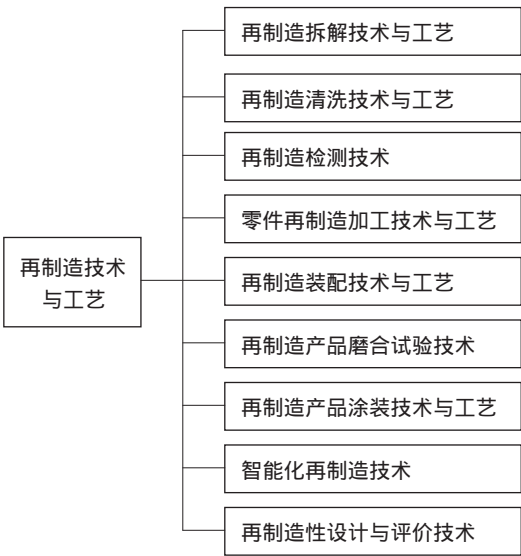 再制造拆解技术与工艺
再制造清洗技术与工艺
再制造检测技术
零件再制造加工技术与工艺
再制造技术
与工艺
再制造装配技术与工艺
再制造产品磨合试验技术
再制造产品涂装技术与工艺
智能化再制造技术
再制造性设计与评价技术